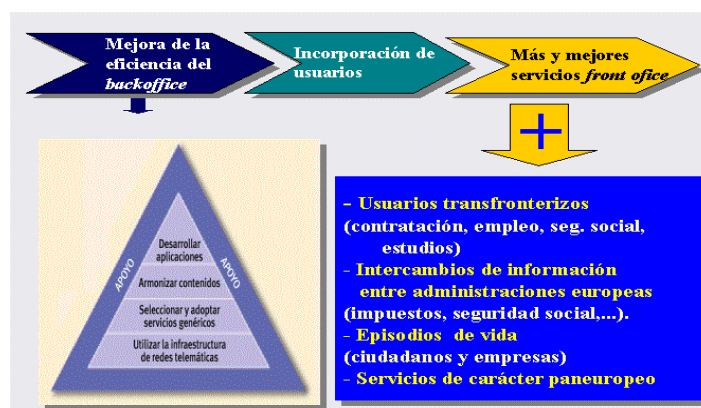 Mejora de la
eficiencia del
backoffice
Incorporación de
usuarios
Más y mejores
servicios front ofice
+
APOYO
APOYO
Desarrollar
aplicaciones
Armonizar contenidos
Seleccionar y adoptar
servicios genéricos
Utilizar la infraestructura
de redes telemáticas
- Usuarios transfronterizos
(contratación, empleo, seg. social,
estudios)
- Intercambios de información
entre administraciones europeas
(impuestos, seguridad social,...).
- Episodios de vida
(ciudadanos y empresas)
- Servicios de carácter paneuropeo